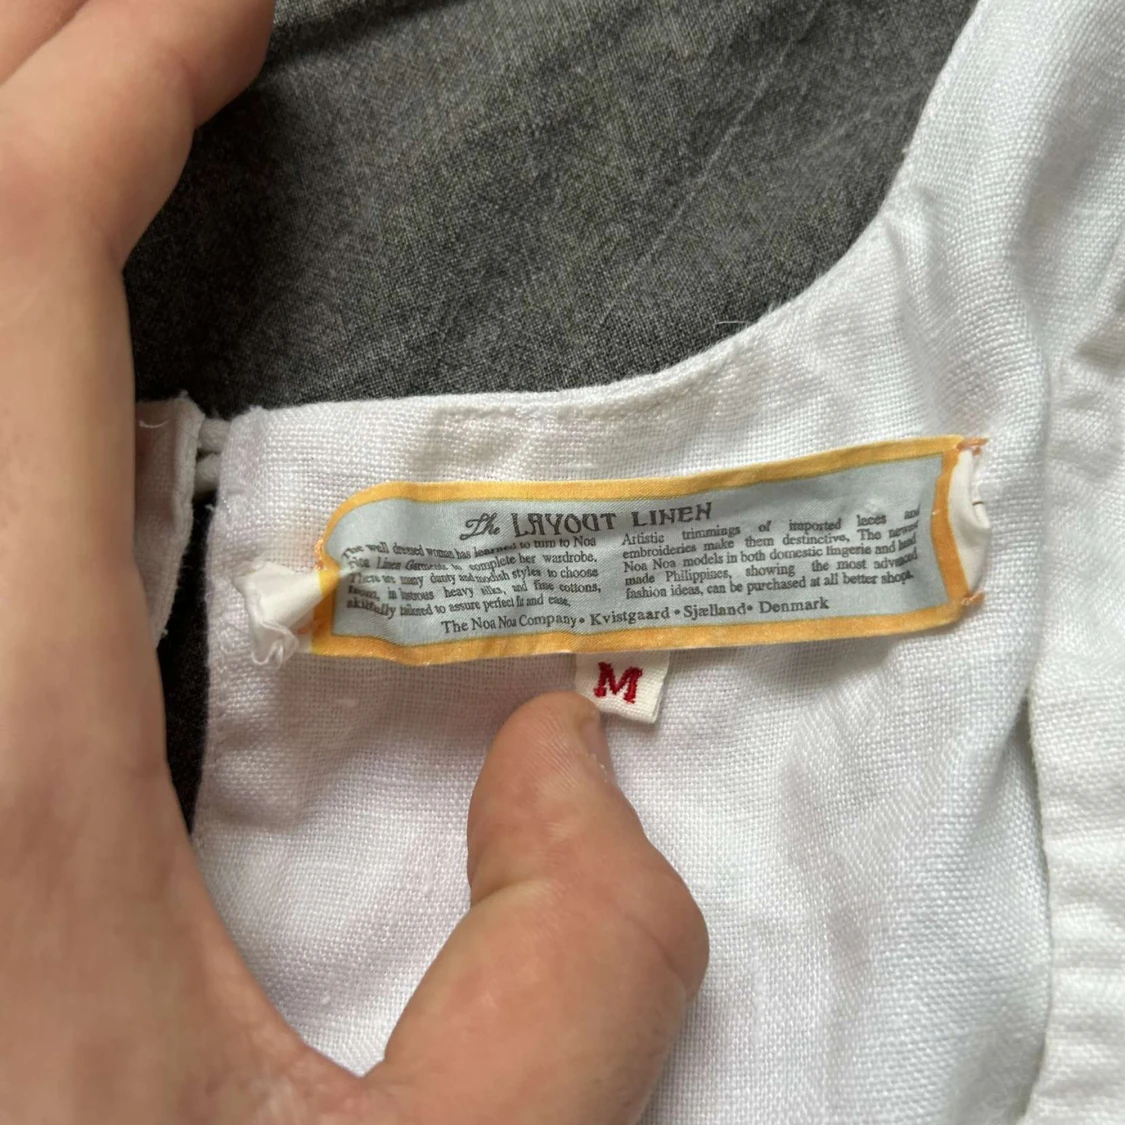 The LAYOUT LINEN
The well dressed woman has learned to turn to Noa
Noa Linen Garments to complete her wardrobe.
There are many dainty and modish styles to choose
from, in lustrous heavy silks, and fine cottons,
skilfully tailored to assure perfect fit and ease,
Artistic trimmings of imported laces and
embroideries make them destinctive, The newest
Noa Noa models in both domestic lingerie and hand
made Philippines, showing the most advanced
fashion ideas, can be purchased at all better shops.
The Noa Noa Company • Kvistgaard • Sjælland • Denmark
M